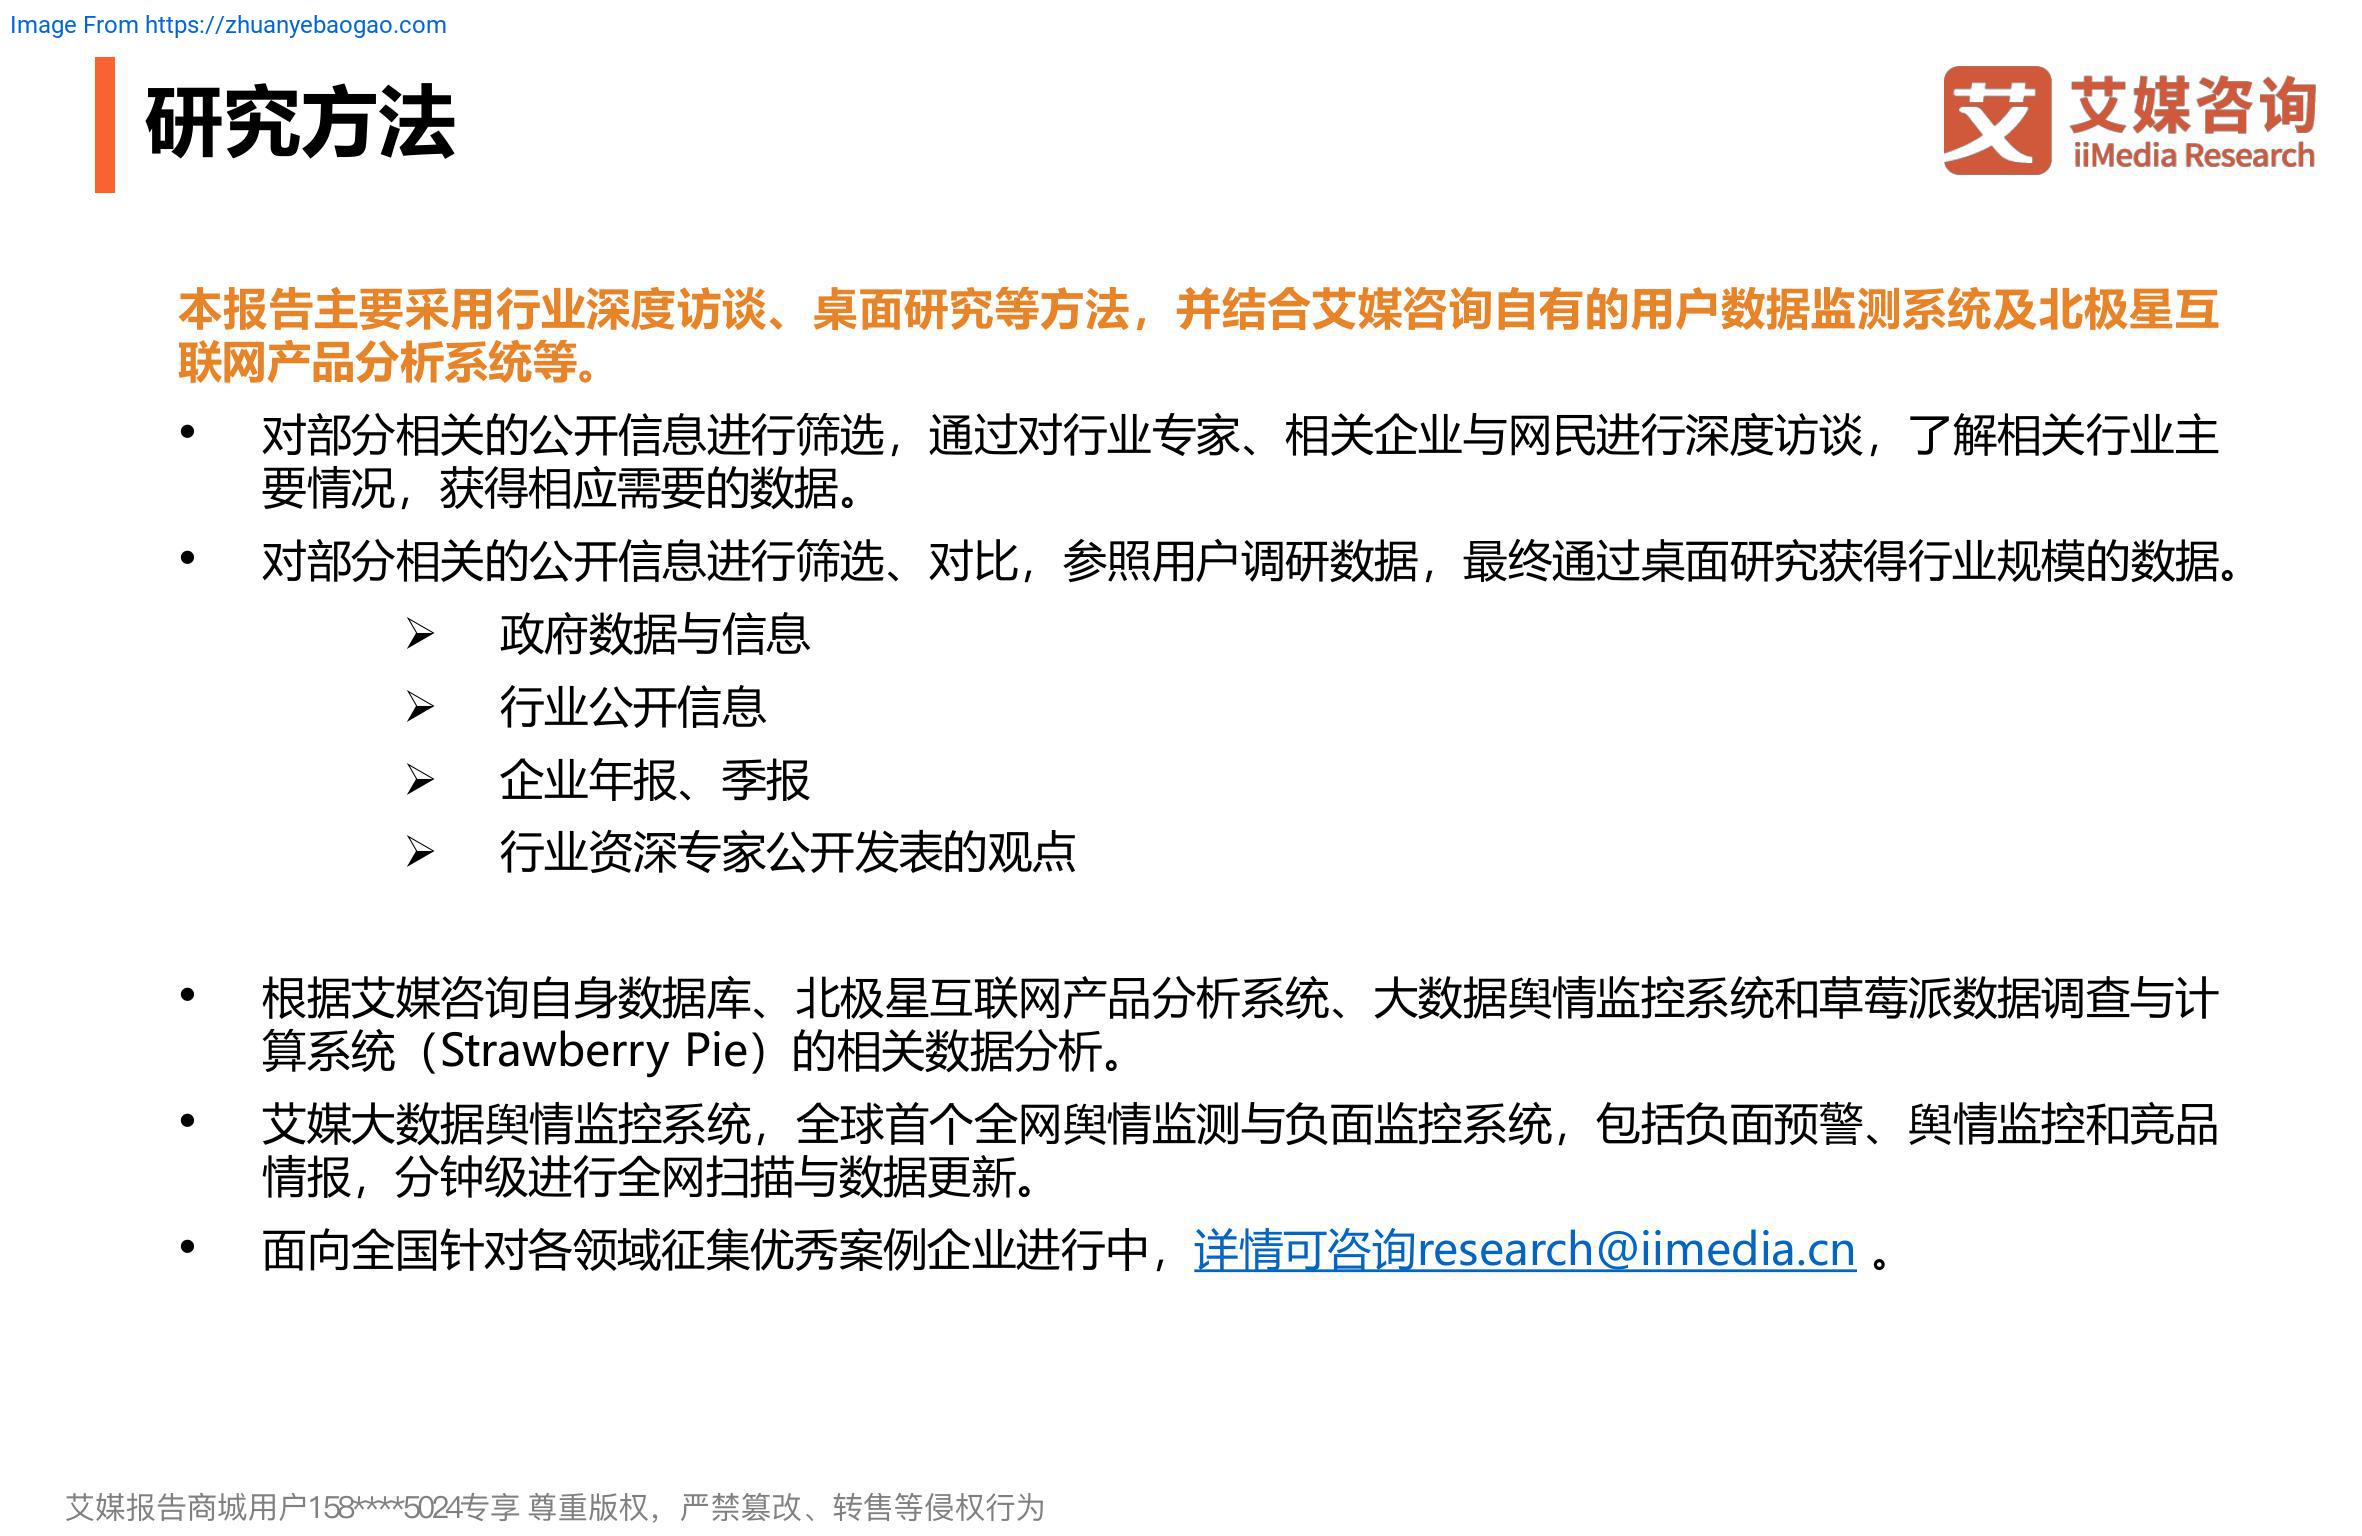 Image From https://zhuanyebaogao.com
研究方法
艾 艾媒咨询
iiMedia Research
本报告主要采用行业深度访谈、桌面研究等方法，并结合艾媒咨询自有的用户数据监测系统及北极星互
联网产品分析系统等。
• 对部分相关的公开信息进行筛选，通过对行业专家、相关企业与网民进行深度访谈，了解相关行业主
要情况，获得相应需要的数据。
• 对部分相关的公开信息进行筛选、对比，参照用户调研数据，最终通过桌面研究获得行业规模的数据。
➢ 政府数据与信息
➢ 行业公开信息
➢ 企业年报、季报
➢ 行业资深专家公开发表的观点
• 根据艾媒咨询自身数据库、北极星互联网产品分析系统、大数据舆情监控系统和草莓派数据调查与计
算系统（Strawberry Pie）的相关数据分析。
• 艾媒大数据舆情监控系统，全球首个全网舆情监测与负面监控系统，包括负面预警、舆情监控和竞品
情报，分钟级进行全网扫描与数据更新。
• 面向全国针对各领域征集优秀案例企业进行中，详情可咨询research@iimedia.cn 。
艾媒报告商城用户158****5024专享 尊重版权，严禁篡改、转售等侵权行为